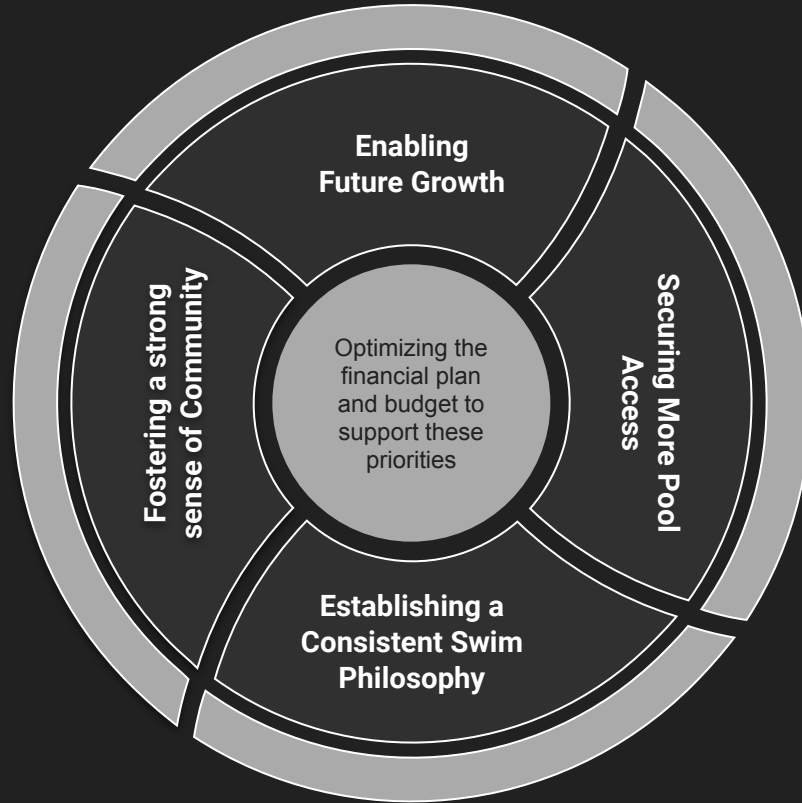 Enabling
Future Growth
Securing More Pool
Access
Establishing a
Consistent Swim
Philosophy
Fostering a strong
sense of Community
Optimizing the
financial plan
and budget to
support these
priorities